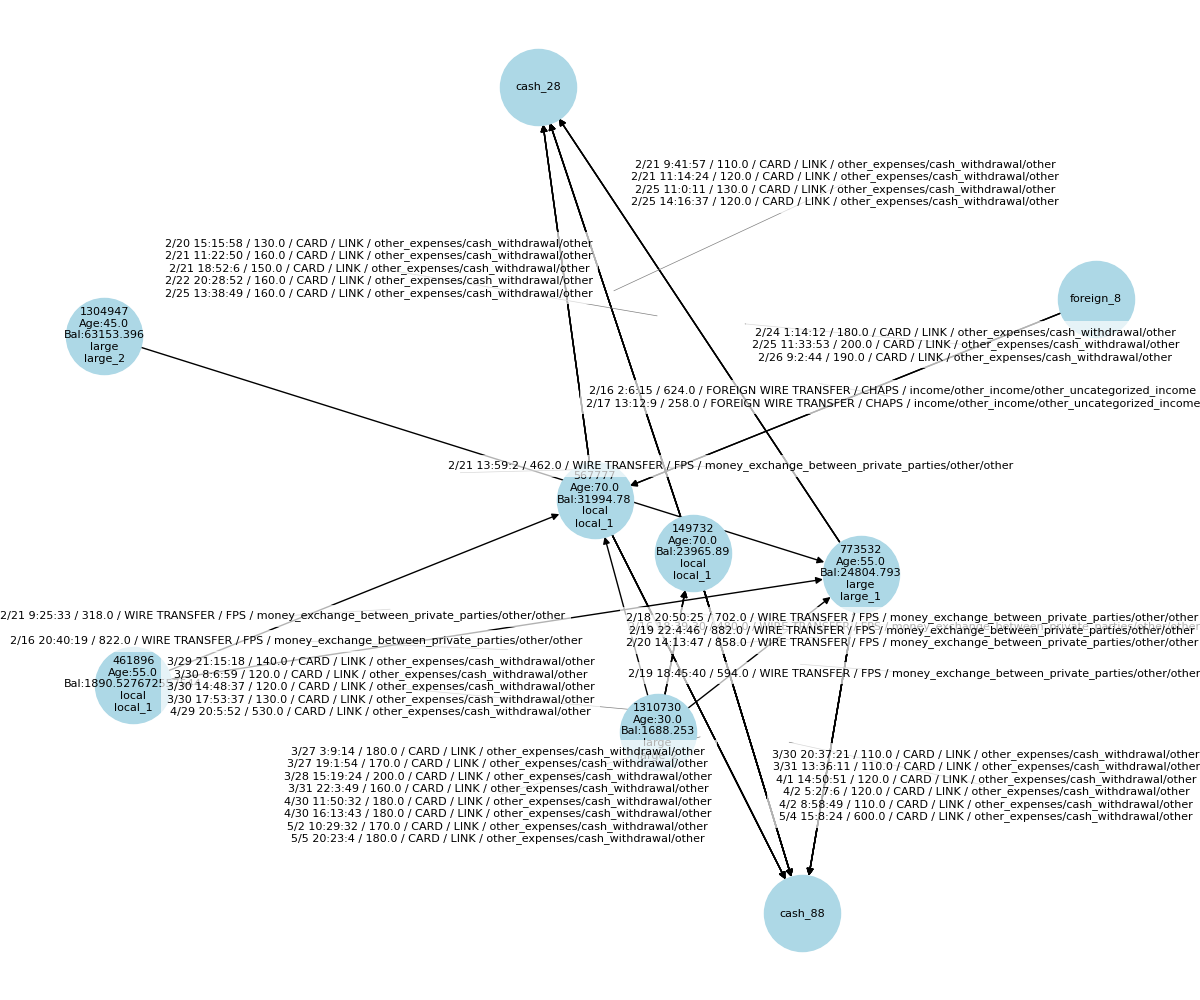 cash_28
2/21 9:41:57 / 110.0 / CARD / LINK / other_expenses/cash_withdrawal/other
2/21 11:14:24 / 120.0 / CARD / LINK / other_expenses/cash_withdrawal/other
2/25 11:0:11 / 130.0 / CARD / LINK / other_expenses/cash_withdrawal/other
2/25 14:16:37 / 120.0 / CARD / LINK / other_expenses/cash_withdrawal/other
2/20 15:15:58 / 130.0 / CARD / LINK / other_expenses/cash_withdrawal/other
2/21 11:22:50 / 160.0 / CARD / LINK / other_expenses/cash_withdrawal/other
2/21 18:52:6 / 150.0 / CARD / LINK / other_expenses/cash_withdrawal/other
2/22 20:28:52 / 160.0 / CARD / LINK / other_expenses/cash_withdrawal/other
2/25 13:38:49 / 160.0 / CARD / LINK / other_expenses/cash_withdrawal/other
foreign_8
1304947
Age:45.0
Bal:63153.396
large
large_2
2/24 1:14:12 / 180.0 / CARD / LINK / other_expenses/cash_withdrawal/other
2/25 11:33:53 / 200.0 / CARD / LINK / other_expenses/cash_withdrawal/other
2/26 9:2:44 / 190.0 / CARD / LINK / other_expenses/cash_withdrawal/other
2/16 2:6:15 / 624.0 / FOREIGN WIRE TRANSFER / CHAPS / income/other_income/other_uncategorized_income
2/17 13:12:9 / 258.0 / FOREIGN WIRE TRANSFER / CHAPS / income/other_income/other_uncategorized_income
2/21 13:59:2 / 462.0 / WIRE TRANSFER / FPS / money_exchange_between_private_parties/other/other
567777
Age:70.0
Bal:31994.78
local
local_1
149732
Age:70.0
Bal:23965.89
local
local_1
773532
Age:55.0
Bal:24804.793
large
large_1
2/21 9:25:33 / 318.0 / WIRE TRANSFER / FPS / money_exchange_between_private_parties/other/other
2/18 20:50:25 / 702.0 / WIRE TRANSFER / FPS / money_exchange_between_private_parties/other/other
2/19 22:4:46 / 882.0 / WIRE TRANSFER / FPS / money_exchange_between_private_parties/other/other
2/20 14:13:47 / 858.0 / WIRE TRANSFER / FPS / money_exchange_between_private_parties/other/other
2/16 20:40:19 / 822.0 / WIRE TRANSFER / FPS / money_exchange_between_private_parties/other/other
461896
Age:55.0
local
local_1
3/29 21:15:18 / 140.0 / CARD / LINK / other_expenses/cash_withdrawal/other
3/30 8:6:59 / 120.0 / CARD / LINK / other_expenses/cash_withdrawal/other
3/30 14:48:37 / 120.0 / CARD / LINK / other_expenses/cash_withdrawal/other
3/30 17:53:37 / 130.0 / CARD / LINK / other_expenses/cash_withdrawal/other
4/29 20:5:52 / 530.0 / CARD / LINK / other_expenses/cash_withdrawal/other
2/19 18:45:40 / 594.0 / WIRE TRANSFER / FPS / money_exchange_between_private_parties/other/other
1310730
Age:30.0
Bal:1688.253
large
3/27 3:9:14 / 180.0 / CARD / LINK / other_expenses/cash_withdrawal/other
3/27 19:1:54 / 170.0 / CARD / LINK / other_expenses/cash_withdrawal/other
3/28 15:19:24 / 200.0 / CARD / LINK / other_expenses/cash_withdrawal/other
3/31 22:3:49 / 160.0 / CARD / LINK / other_expenses/cash_withdrawal/other
4/30 11:50:32 / 180.0 / CARD / LINK / other_expenses/cash_withdrawal/other
4/30 16:13:43 / 180.0 / CARD / LINK / other_expenses/cash_withdrawal/other
5/2 10:29:32 / 170.0 / CARD / LINK / other_expenses/cash_withdrawal/other
5/5 20:23:4 / 180.0 / CARD / LINK / other_expenses/cash_withdrawal/other
3/30 20:37:21 / 110.0 / CARD / LINK / other_expenses/cash_withdrawal/other
3/31 13:36:11 / 110.0 / CARD / LINK / other_expenses/cash_withdrawal/other
4/1 14:50:51 / 120.0 / CARD / LINK / other_expenses/cash_withdrawal/other
4/2 5:27:6 / 120.0 / CARD / LINK / other_expenses/cash_withdrawal/other
4/2 8:58:49 / 110.0 / CARD / LINK / other_expenses/cash_withdrawal/other
5/4 15:8:24 / 600.0 / CARD / LINK / other_expenses/cash_withdrawal/other
cash_88